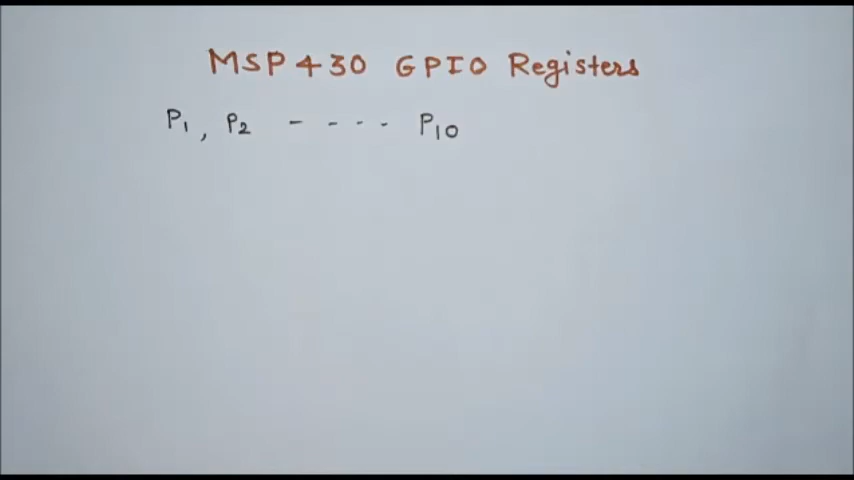 MSP430 GPIO Registers
P1, P2 - - - - - P10